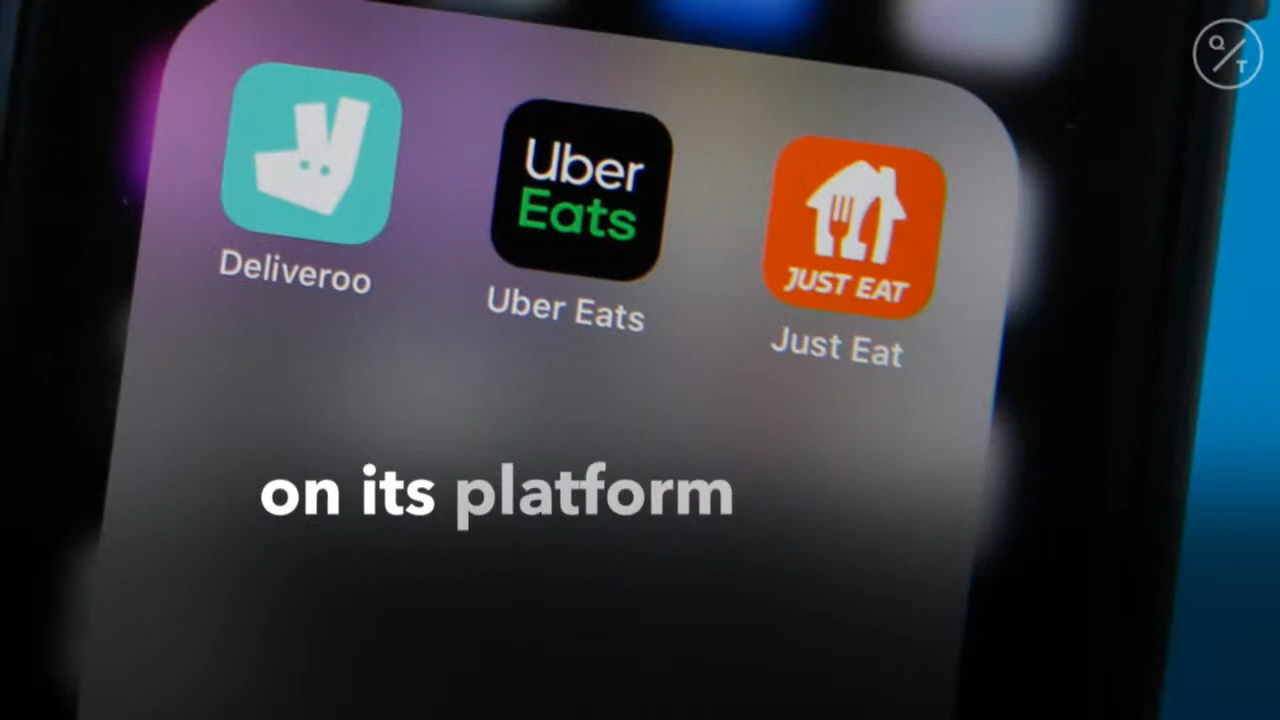 Q/T
Uber
Eats
JUST EAT
Deliveroo
Uber Eats
Just Eat
on its platform